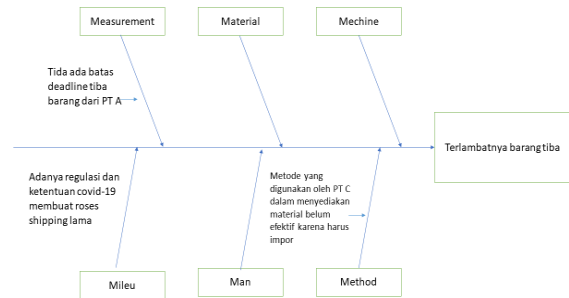 Measurement
Material
Mechine
Tida ada batas
deadline tiba
barang dari PT A
Terlambatnya barang tiba
Adanya regulasi dan
ketentuan covid-19
membuat roses
shipping lama
Metode yang
digunakan oleh PT C
dalam menyediakan
material belum
efektif karena harus
impor
Mileu
Man
Method